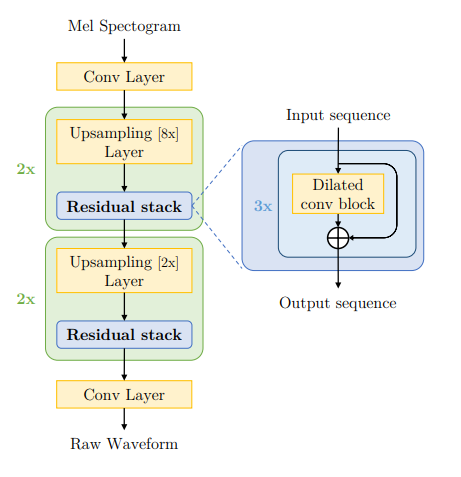 Mel Spectogram
Conv Layer
2x
Upsampling [8x]
Layer
Residual stack
2x
Upsampling [2x]
Layer
Residual stack
Conv Layer
Raw Waveform
Input sequence
3x
Dilated
conv block
Output sequence